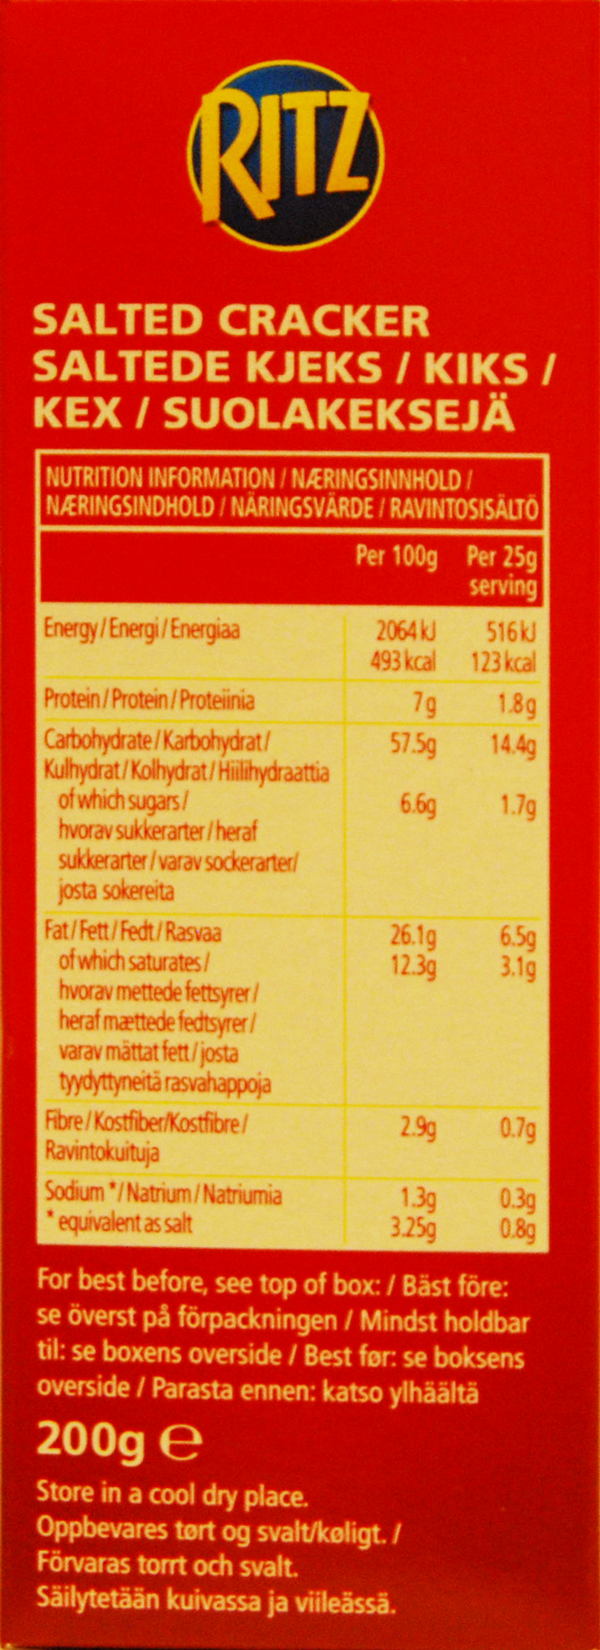 RITZ
SALTED CRACKER
SALTEDE KJEKS / KIKS /
KEX / SUOLAKEKSEJÄ
NUTRITION INFORMATION / NÆRINGSINNHOLD /
NÆRINGSINDHOLD / NÄRINGSVÄRDE / RAVINTOSISÄLTÖ
Per 100g Per 25g
serving
Energy / Energi / Energiaa 2064 kJ 516 kJ
493 kcal 123 kcal
Protein / Protein / Proteiinia 7g 1.8g
Carbohydrate / Karbohydrat / 57.5g 14.4g
Kulhydrat / Kolhydrat / Hiilihydraattia
of which sugars / 6.6g 1.7g
hvorav sukkerarter / heraf
sukkerarter / varav sockerarter/
josta sokereita
Fat / Fett / Fedt / Rasvaa 26.1g 6.5g
of which saturates / 12.3g 3.1g
hvorav mettede fettsyrer /
heraf mættede fedtsyrer /
varav mättat fett / josta
tyydyttyneitä rasvahappoja
Fibre / Kostfiber/Kostfibre / 2.9g 0.7g
Ravintokuituja
Sodium * / Natrium / Natriumia 1.3g 0.3g
* equivalent as salt 3.25g 0.8g
For best before, see top of box: / Bäst före:
se överst på förpackningen / Mindst holdbar
til: se boxens overside / Best før: se boksens
overside / Parasta ennen: katso ylhäältä
200g ℮
Store in a cool dry place.
Oppbevares tørt og svalt/køligt. /
Förvaras torrt och svalt.
Säilytetään kuivassa ja viileässä.